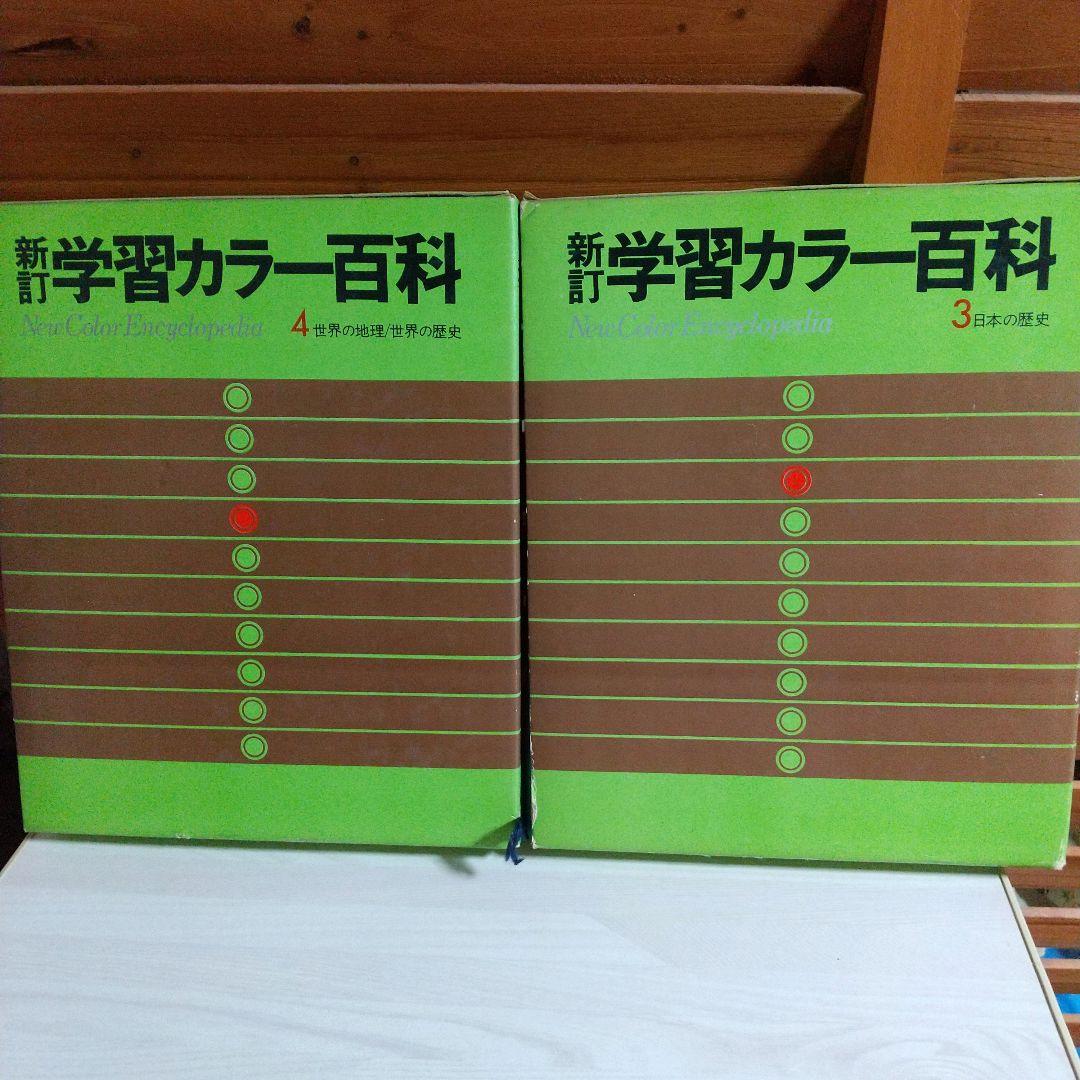 新訂 学習カラー百科
New Color Encyclopedia
4 世界の地理/世界の歴史
新訂 学習カラー百科
New Color Encyclopedia
3 日本の歴史